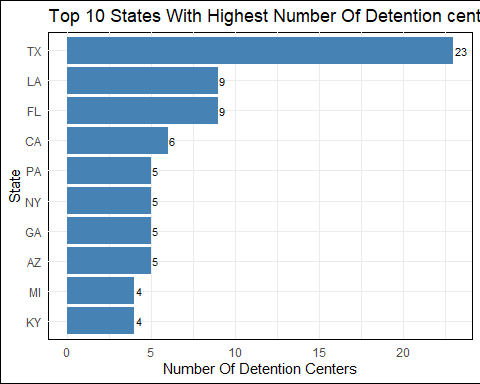 Top 10 States With Highest Number Of Detention cent
TX
23
LA
9
FL
9
CA
6
PA
5
NY
5
GA
5
AZ
5
MI
4
KY
4
State
0
5
10
15
20
Number Of Detention Centers